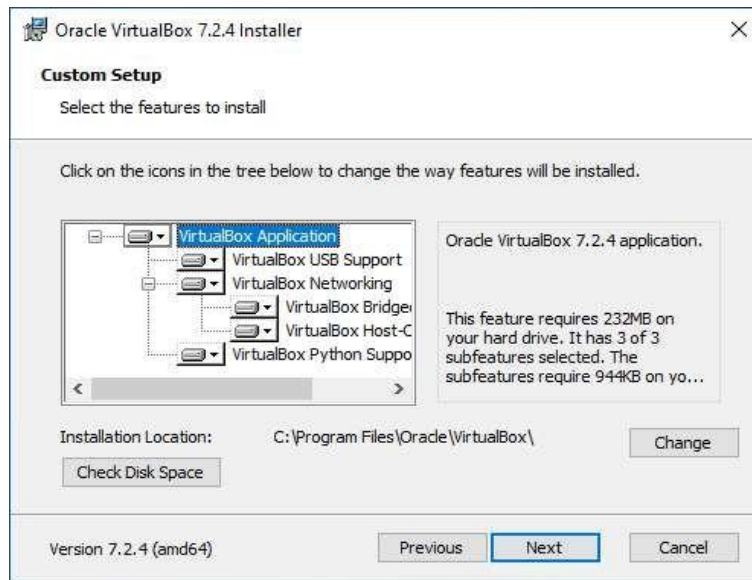 Oracle VirtualBox 7.2.4 Installer
Custom Setup
Select the features to install
Click on the icons in the tree below to change the way features will be installed.
VirtualBox Application
VirtualBox USB Support
VirtualBox Networking
VirtualBox Bridge
VirtualBox Host-C
VirtualBox Python Suppo
Oracle VirtualBox 7.2.4 application.
This feature requires 232MB on
your hard drive. It has 3 of 3
subfeatures selected. The
subfeatures require 944KB on yo...
Installation Location: C:\Program Files\Oracle\VirtualBox\
Change
Check Disk Space
Version 7.2.4 (amd64)
Previous Next Cancel